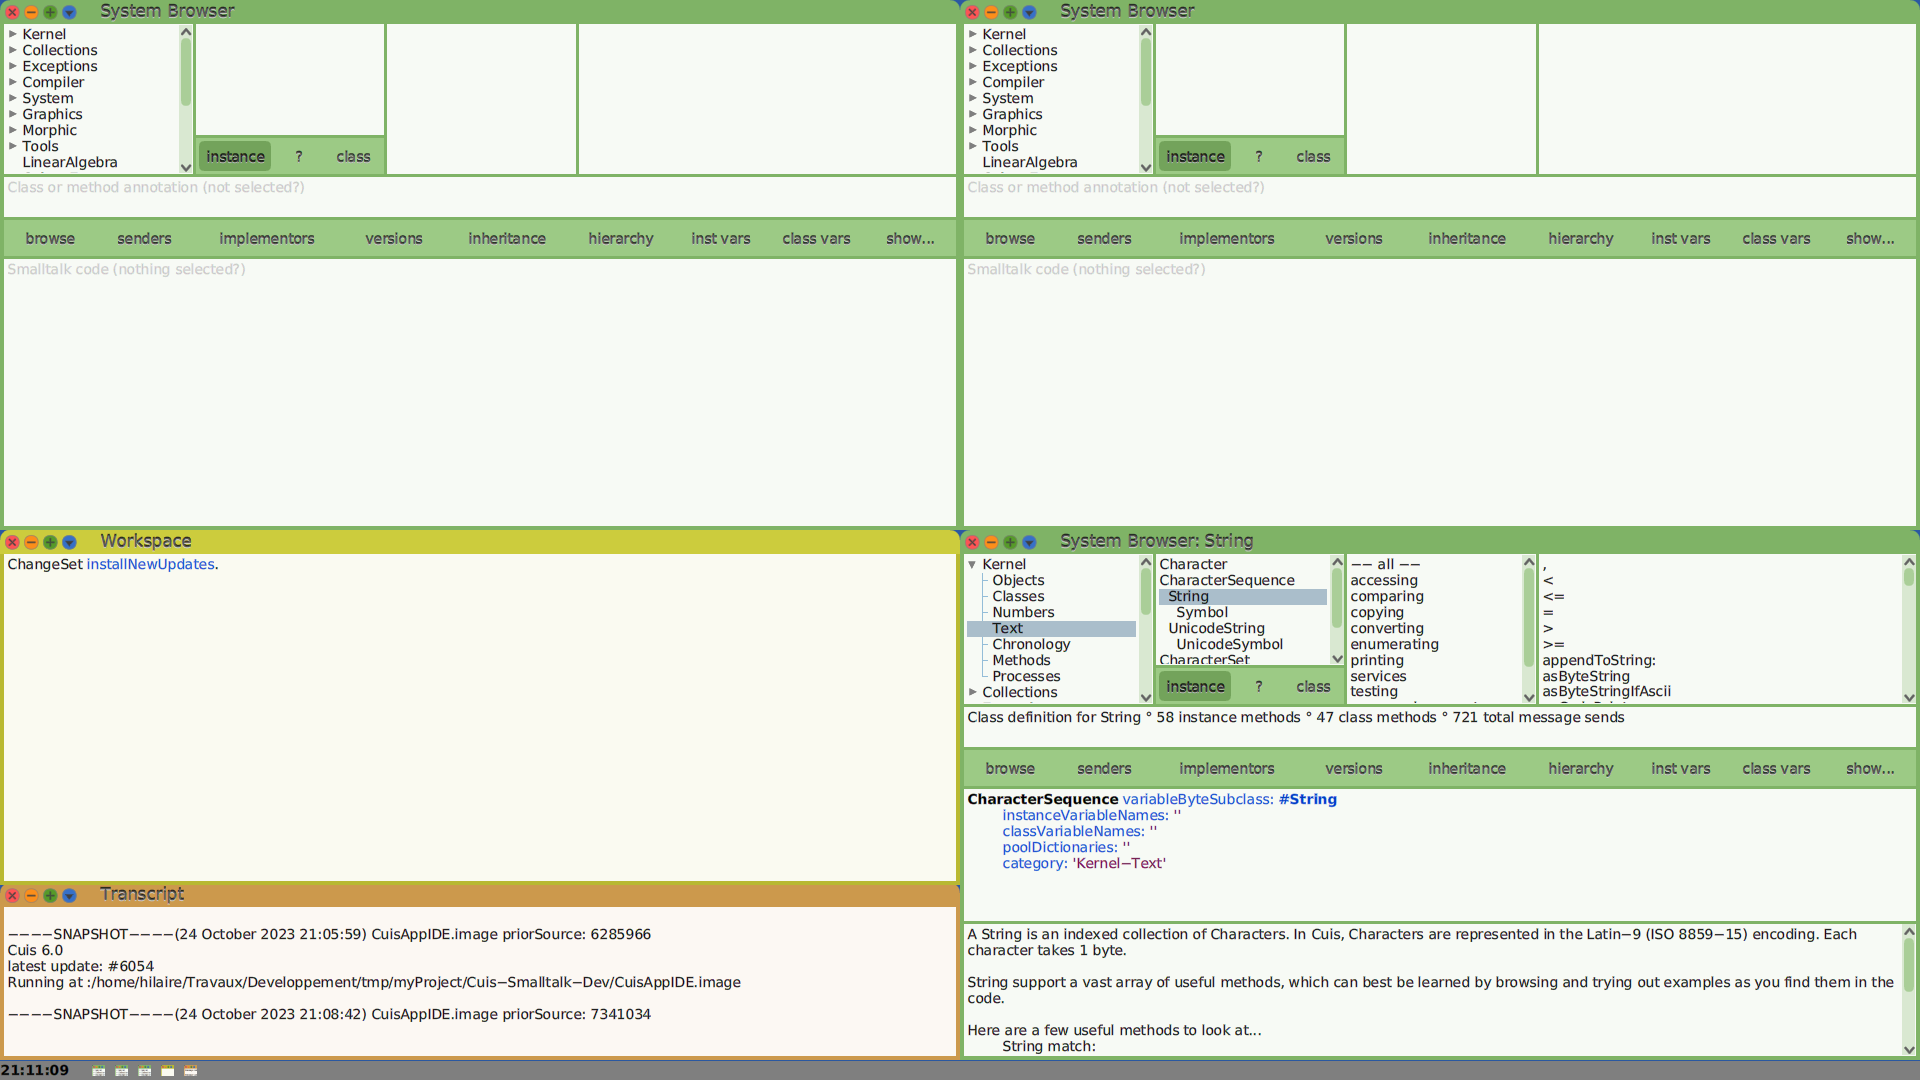 System Browser
Kernel
Collections
Exceptions
Compiler
System
Graphics
Morphic
Tools
LinearAlgebra
instance ? class
Class or method annotation (not selected?)
browse senders implementors versions inheritance hierarchy inst vars class vars show...
Smalltalk code (nothing selected?)
System Browser
Kernel
Collections
Exceptions
Compiler
System
Graphics
Morphic
Tools
LinearAlgebra
instance ? class
Class or method annotation (not selected?)
browse senders implementors versions inheritance hierarchy inst vars class vars show...
Smalltalk code (nothing selected?)
Workspace
ChangeSet installNewUpdates.
Transcript
----SNAPSHOT----(24 October 2023 21:05:59) CuisAppIDE.image priorSource: 6285966
Cuis 6.0
latest update: #6054
Running at :/home/hilaire/Travaux/Developpement/tmp/myProject/Cuis-Smalltalk-Dev/CuisAppIDE.image
----SNAPSHOT----(24 October 2023 21:08:42) CuisAppIDE.image priorSource: 7341034
System Browser: String
Kernel
Objects
Classes
Numbers
Text
Chronology
Methods
Processes
Collections
Character
CharacterSequence
String
Symbol
UnicodeString
UnicodeSymbol
CharacterSet
instance ? class
-- all --
accessing
comparing
copying
converting
enumerating
printing
services
testing
,
<
<=
=
>
>=
appendToString:
asByteString
asByteStringIfAscii
Class definition for String ° 58 instance methods ° 47 class methods ° 721 total message sends
browse senders implementors versions inheritance hierarchy inst vars class vars show...
CharacterSequence variableByteSubclass: #String
instanceVariableNames: ''
classVariableNames: ''
poolDictionaries: ''
category: 'Kernel-Text'
A String is an indexed collection of Characters. In Cuis, Characters are represented in the Latin-9 (ISO 8859-15) encoding. Each
character takes 1 byte.
String support a vast array of useful methods, which can best be learned by browsing and trying out examples as you find them in the
code.
Here are a few useful methods to look at...
String match:
21:11:09